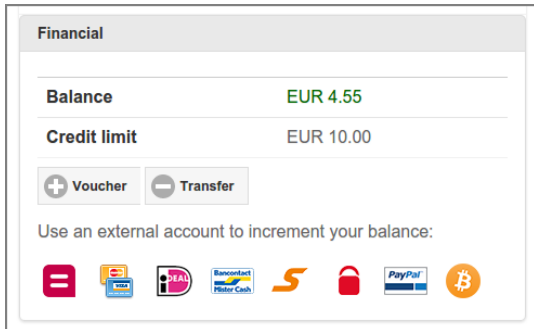 Financial
Balance EUR 4.55
Credit limit EUR 10.00
Voucher Transfer
Use an external account to increment your balance:
VISA iDEAL Bancontact Mister Cash PayPal